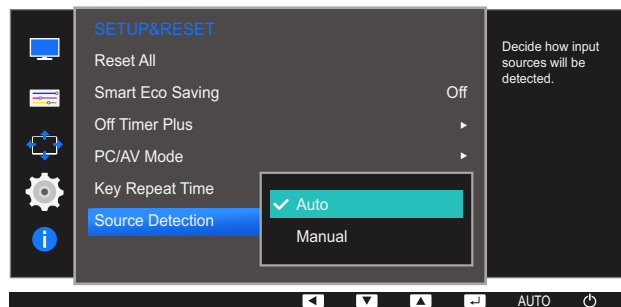 SETUP&RESET
Reset All
Smart Eco Saving Off
Off Timer Plus
PC/AV Mode
Key Repeat Time
Source Detection
Auto
Manual
Decide how input
sources will be
detected.
AUTO